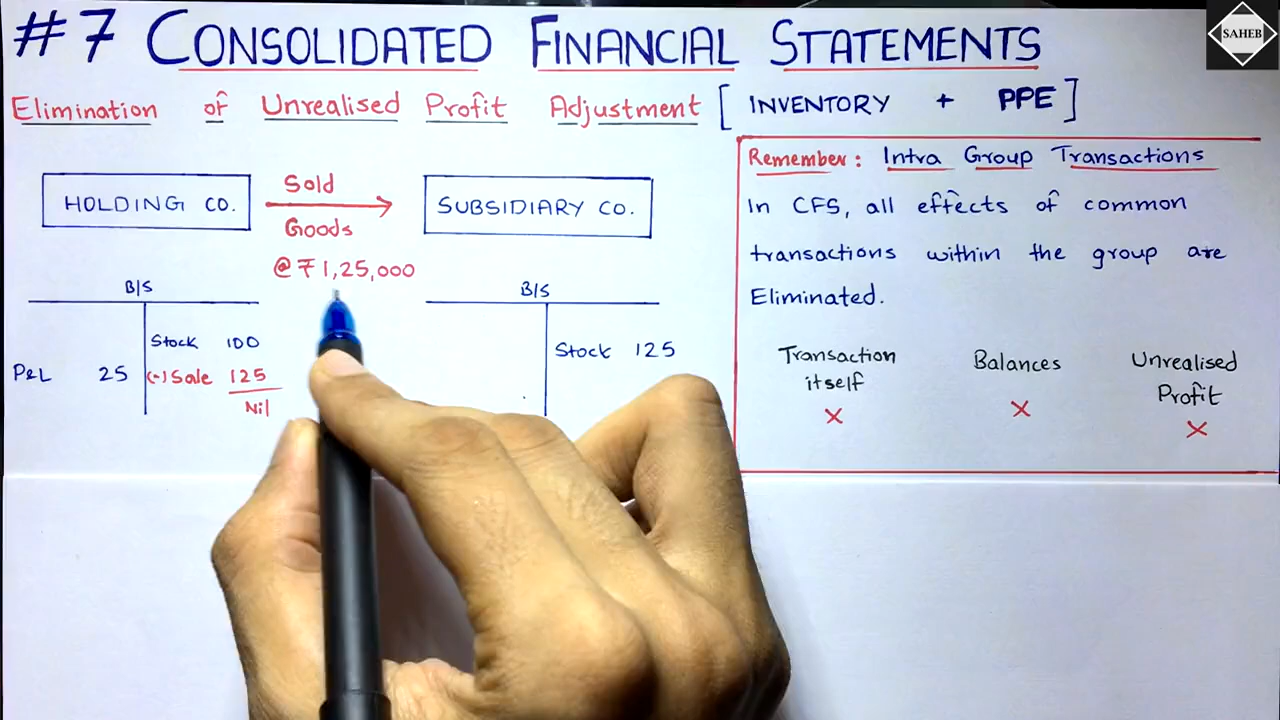 #7 CONSOLIDATED FINANCIAL STATEMENTS
SAHEB
Elimination of Unrealised Profit Adjustment [ INVENTORY + PPE ]
HOLDING CO.
Sold
Goods
@ ₹ 1,25,000
SUBSIDIARY CO.
B/S
Stock 100
P&L 25 (-) Sale 125
Nil
B/S
Stock 125
Remember: Intra Group Transactions
In CFS, all effects of common
transactions within the group are
Eliminated.
Transaction
itself
X
Balances
X
Unrealised
Profit
X